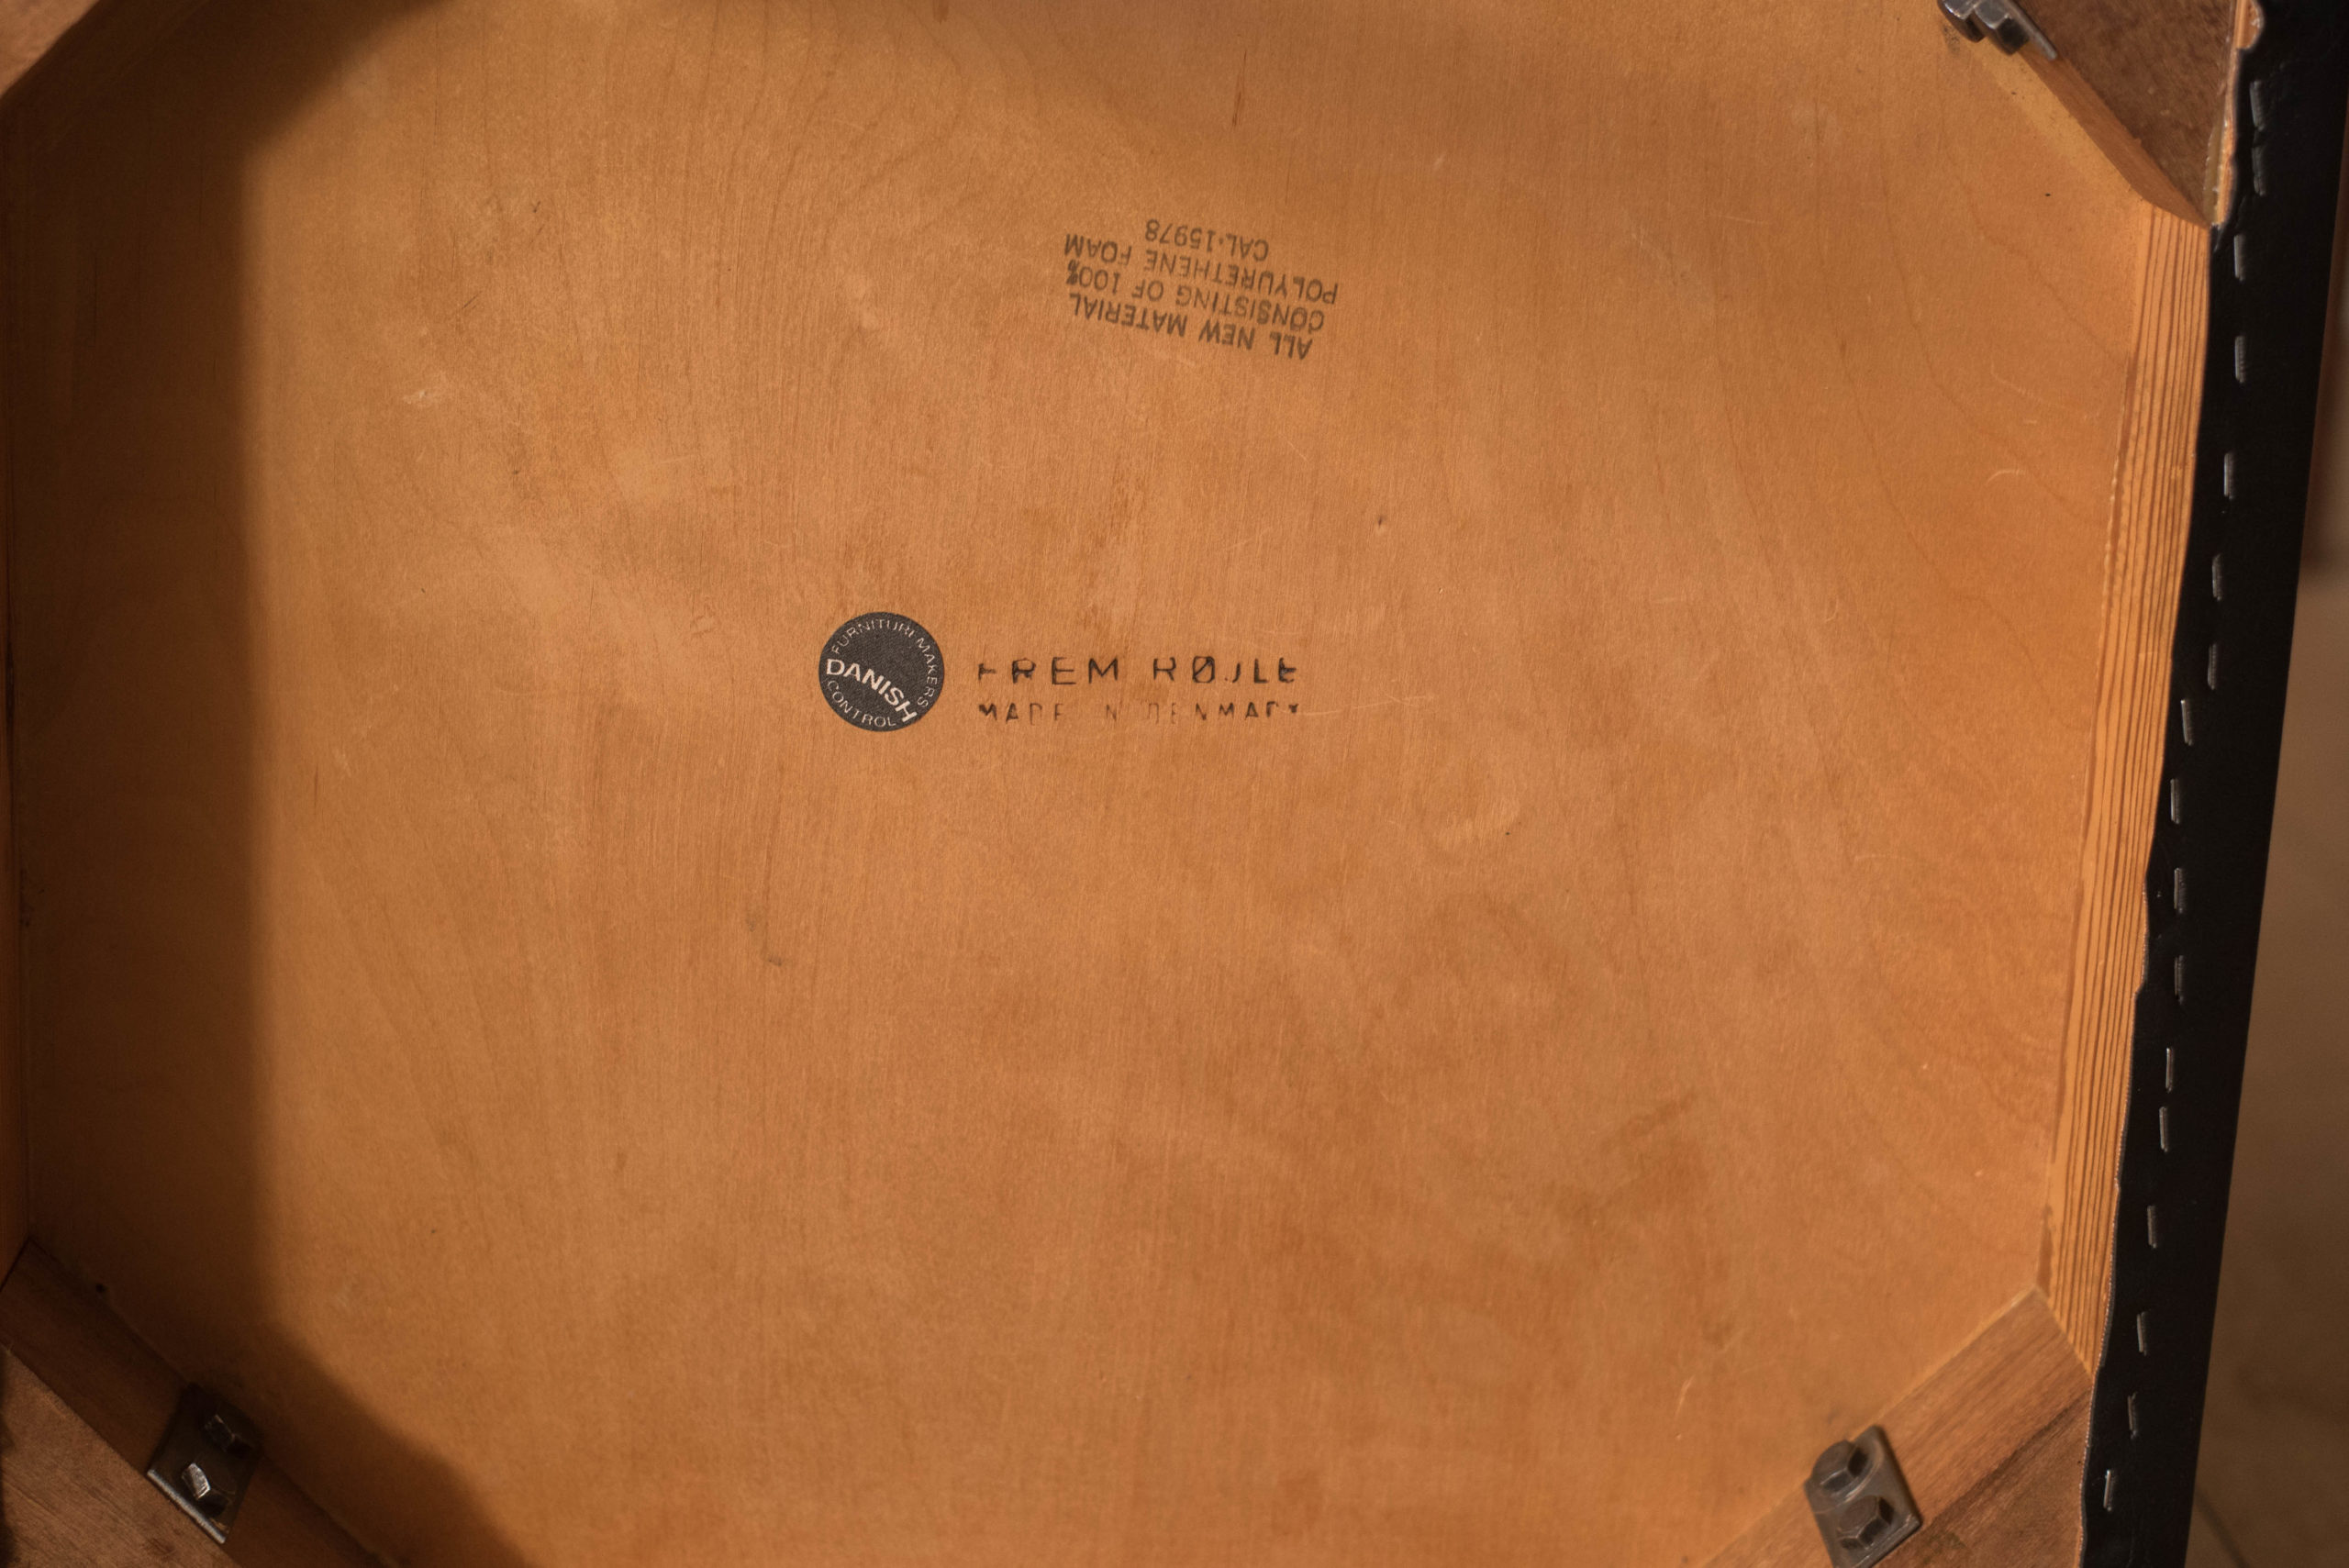 ALL NEW MATERIAL
CONSISTING OF 100%
POLYURETHENE FOAM
CAL·15978
FURNITURE MAKERS
DANISH
CONTROL
FREM RØJLE
MADE IN DENMARK